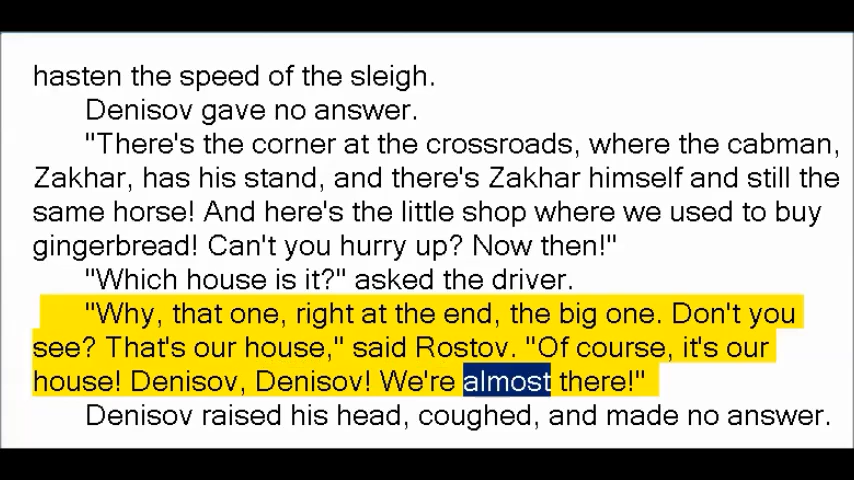 hasten the speed of the sleigh.
Denisov gave no answer.
"There's the corner at the crossroads, where the cabman,
Zakhar, has his stand, and there's Zakhar himself and still the
same horse! And here's the little shop where we used to buy
gingerbread! Can't you hurry up? Now then!"
"Which house is it?" asked the driver.
"Why, that one, right at the end, the big one. Don't you
see? That's our house," said Rostov. "Of course, it's our
house! Denisov, Denisov! We're almost there!"
Denisov raised his head, coughed, and made no answer.